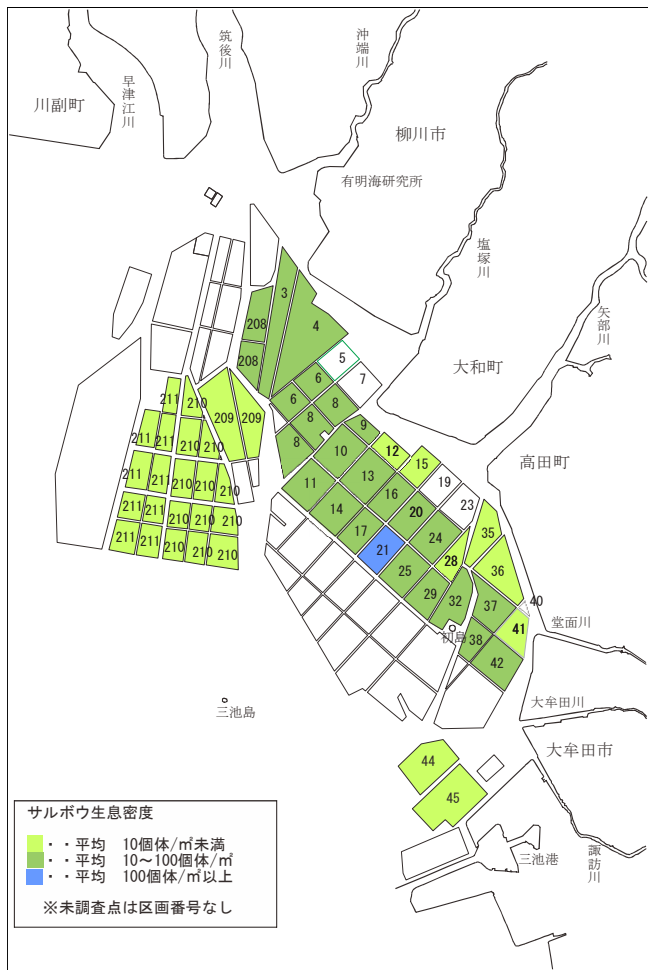 筑後川
沖端川
早津江川
川副町
柳川市
有明海研究所
塩塚川
矢部川
大和町
高田町
堂面川
大牟田川
大牟田市
諏訪川
三池港
三池島
初島
3
4
208
208
5
6
7
6
8
8
8
9
211
210
209
209
211
211
210
210
211
211
210
210
210
211
211
210
210
210
211
211
210
210
210
10
12
15
11
13
16
19
14
20
23
17
24
35
21
28
36
25
29
32
37
40
38
41
42
44
45
サルボウ生息密度
・・平均 10個体/㎡未満
・・平均 10～100個体/㎡
・・平均 100個体/㎡以上
※未調査点は区画番号なし